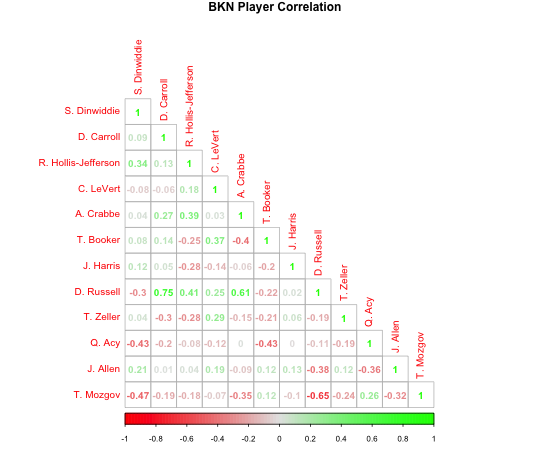 BKN Player Correlation
S. Dinwiddie
D. Carroll
R. Hollis-Jefferson
C. LeVert
A. Crabbe
T. Booker
J. Harris
D. Russell
T. Zeller
Q. Acy
J. Allen
T. Mozgov
S. Dinwiddie 1
D. Carroll 0.09 1
R. Hollis-Jefferson 0.34 0.13 1
C. LeVert -0.08 -0.06 0.18 1
A. Crabbe 0.04 0.27 0.39 0.03 1
T. Booker 0.08 0.14 -0.25 0.37 -0.4 1
J. Harris 0.12 0.05 -0.28 -0.14 -0.06 -0.2 1
D. Russell -0.3 0.75 0.41 0.25 0.61 -0.22 0.02 1
T. Zeller 0.04 -0.3 -0.28 0.29 -0.15 -0.21 0.06 -0.19 1
Q. Acy -0.43 -0.2 -0.08 -0.12 0 -0.43 0 -0.11 -0.19 1
J. Allen 0.21 0.01 0.04 0.19 -0.09 0.12 0.13 -0.38 0.12 -0.36 1
T. Mozgov -0.47 -0.19 -0.18 -0.07 -0.35 0.12 -0.1 -0.65 -0.24 0.26 -0.32 1
-1 -0.8 -0.6 -0.4 -0.2 0 0.2 0.4 0.6 0.8 1